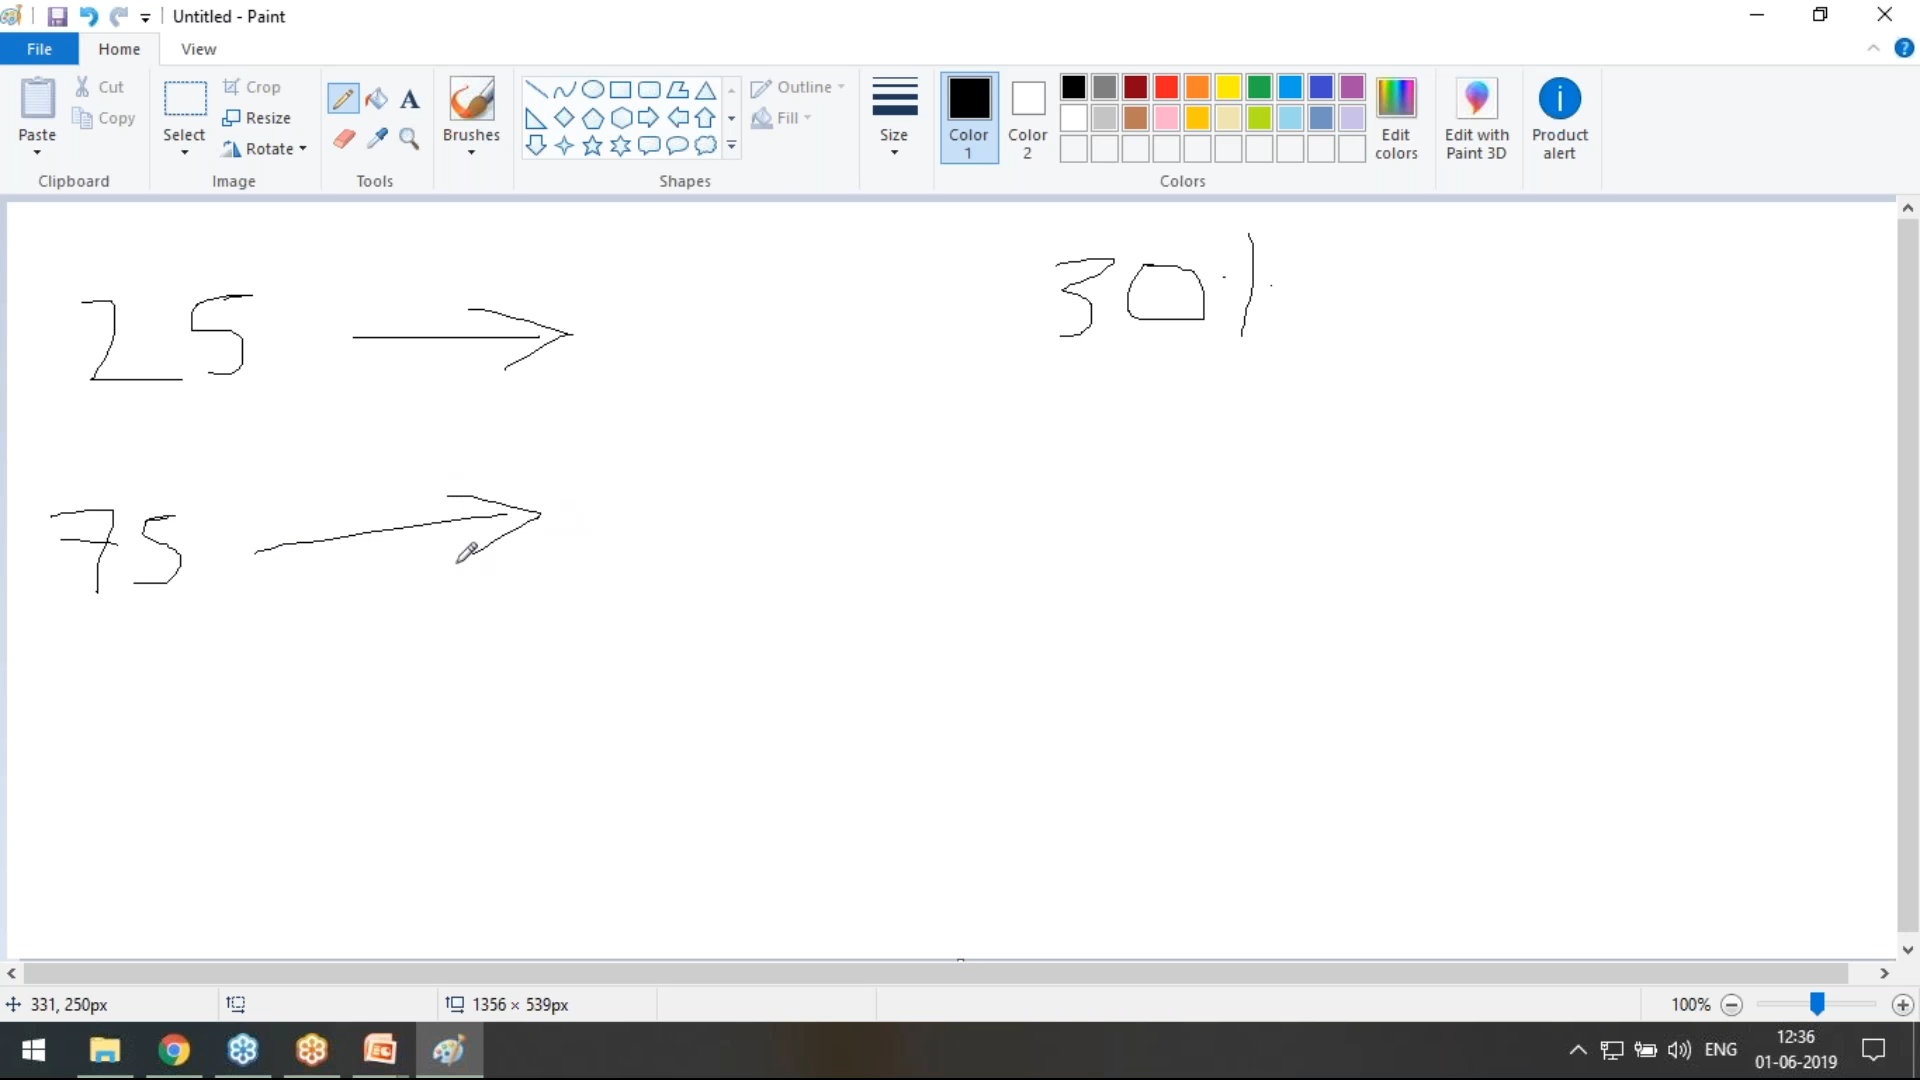 Untitled - Paint
File Home View
Paste Cut Copy Clipboard
Select Crop Resize Rotate Image
Tools
Brushes
Shapes
Outline Fill
Size
Color 1 Color 2 Colors
Edit colors
Edit with Paint 3D
Product alert
30%
25
75
331, 250px 1356 × 539px 100%
ENG 12:36
01-06-2019